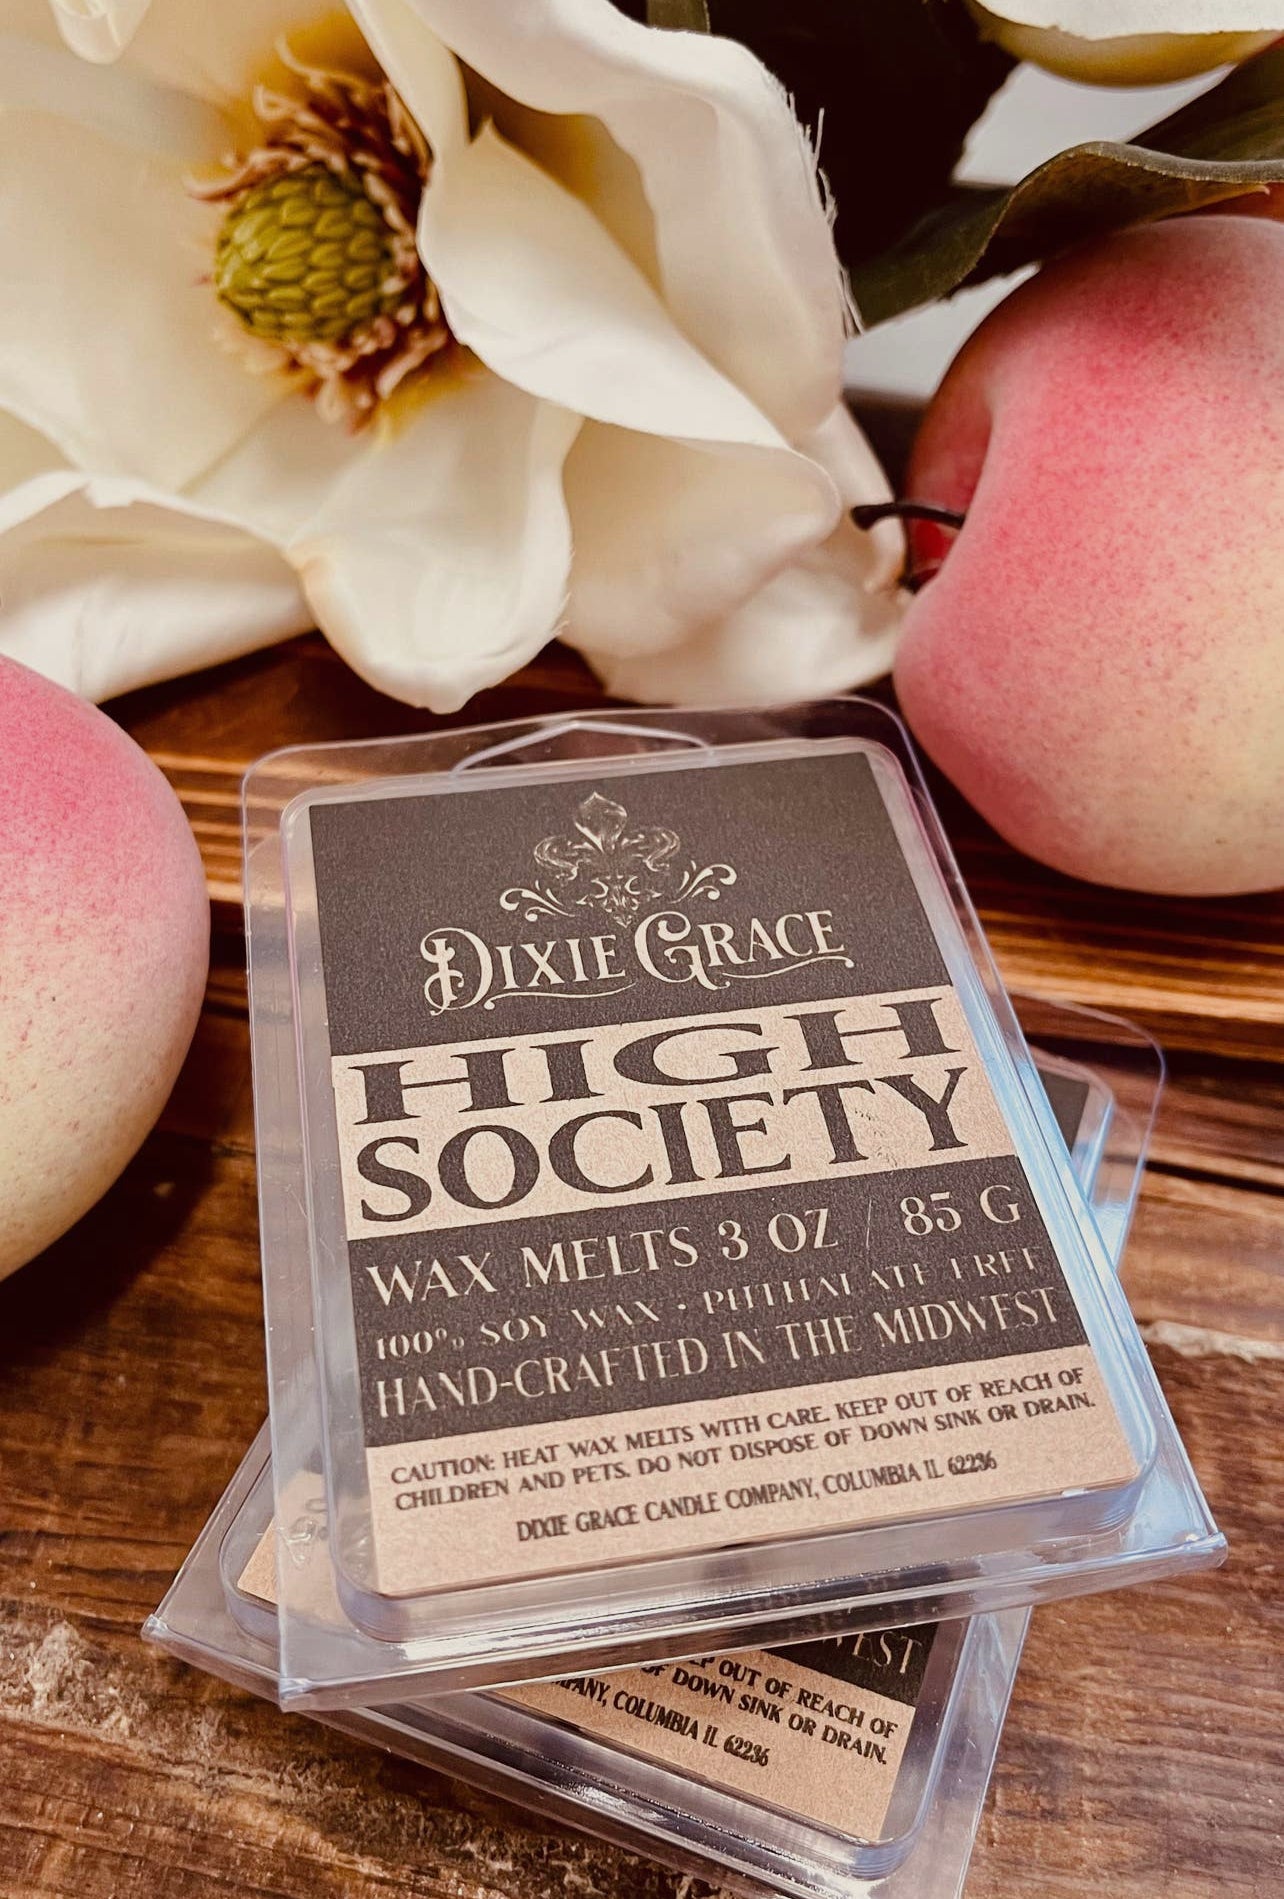 DIXIE GRACE
HIGH
SOCIETY
WAX MELTS 3 OZ / 85 G
100% SOY WAX • PHTHALATE FREE
HAND-CRAFTED IN THE MIDWEST
CAUTION: HEAT WAX MELTS WITH CARE. KEEP OUT OF REACH OF
CHILDREN AND PETS. DO NOT DISPOSE OF DOWN SINK OR DRAIN.
DIXIE GRACE CANDLE COMPANY, COLUMBIA IL 62236
OUT OF REACH OF
OF DOWN SINK OR DRAIN.
COLUMBIA IL 62236